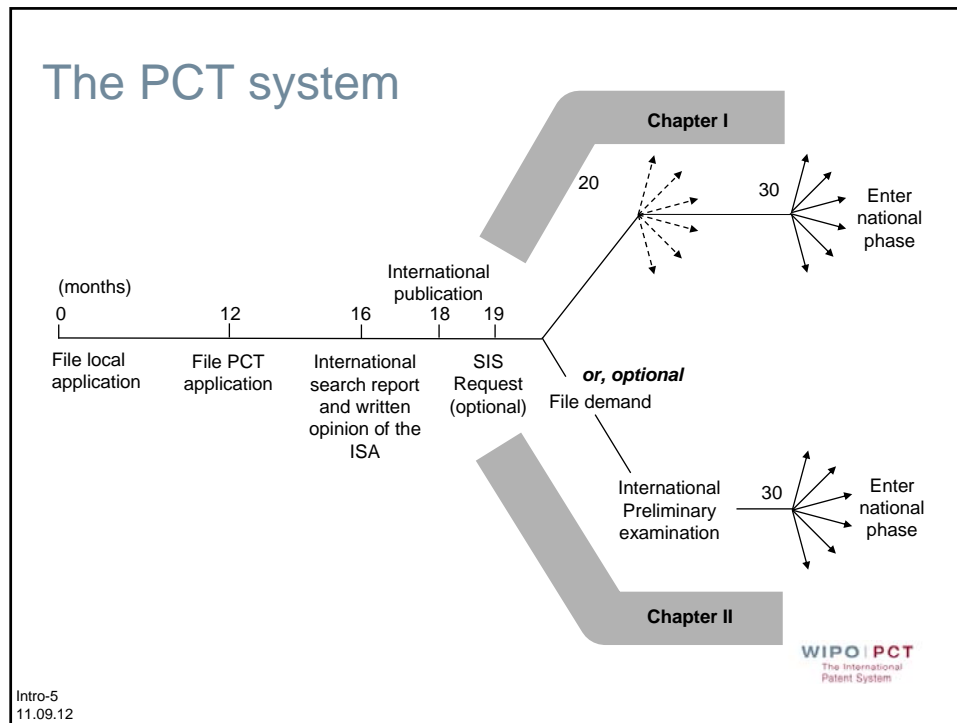 The PCT system
Chapter I
20
30
Enter
national
phase
International
publication
(months)
0
12
16
18
19
File local
application
File PCT
application
International
search report
and written
opinion of the
ISA
SIS
Request
(optional)
or, optional
File demand
International
Preliminary
examination
30
Enter
national
phase
Chapter II
WIPO|PCT
The International
Patent System
Intro-5
11.09.12